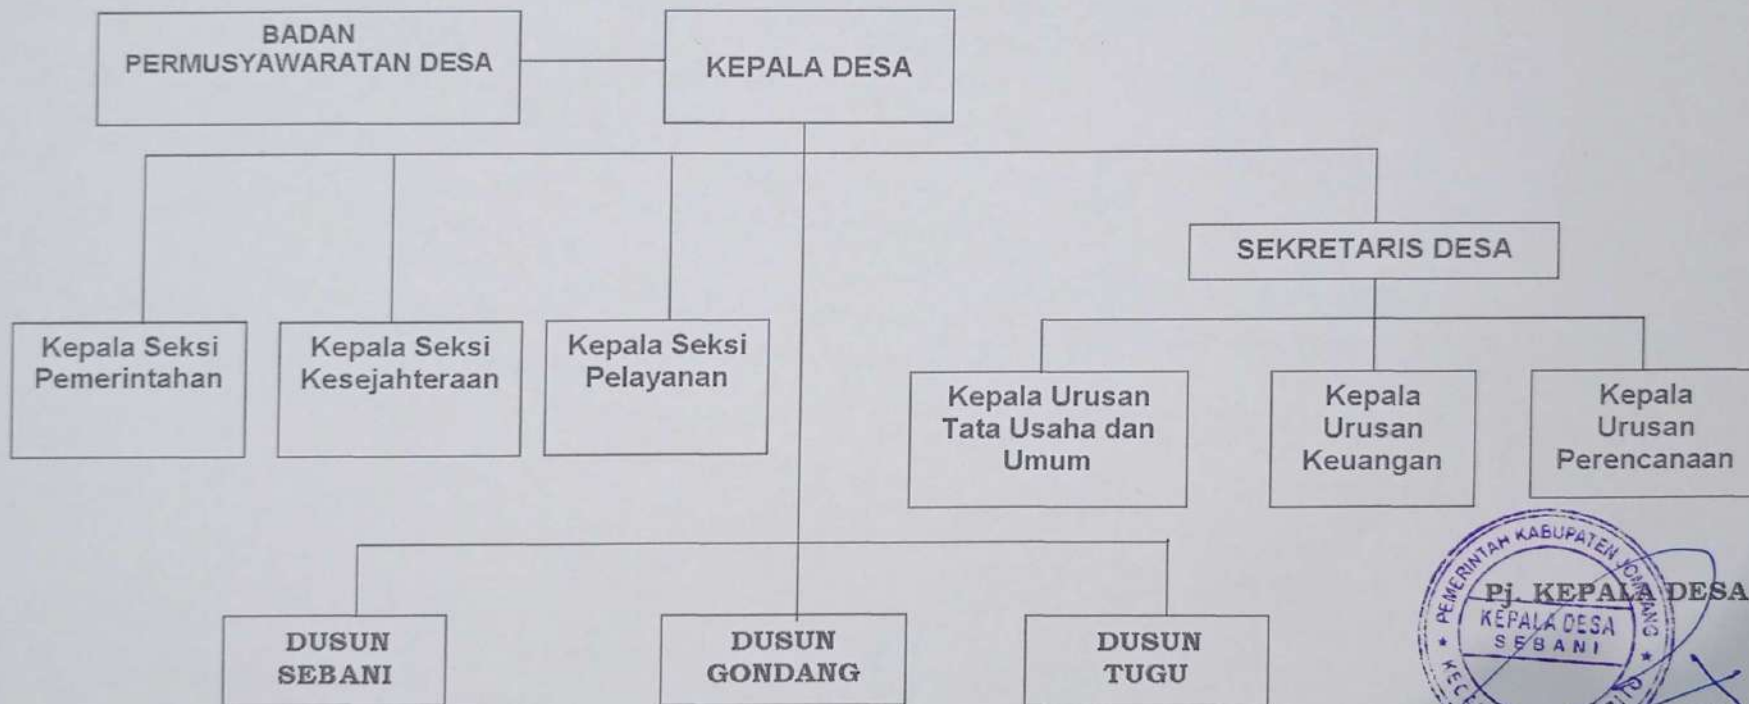 BADAN
PERMUSYAWARATAN DESA
KEPALA DESA
SEKRETARIS DESA
Kepala Seksi
Pemerintahan
Kepala Seksi
Kesejahteraan
Kepala Seksi
Pelayanan
Kepala Urusan
Tata Usaha dan
Umum
Kepala
Urusan
Keuangan
Kepala
Urusan
Perencanaan
DUSUN
SEBANI
DUSUN
GONDANG
DUSUN
TUGU
Pj. KEPALA DESA
PEMERINTAH KABUPATEN JOMBANG
KEPALA DESA
SEBANI